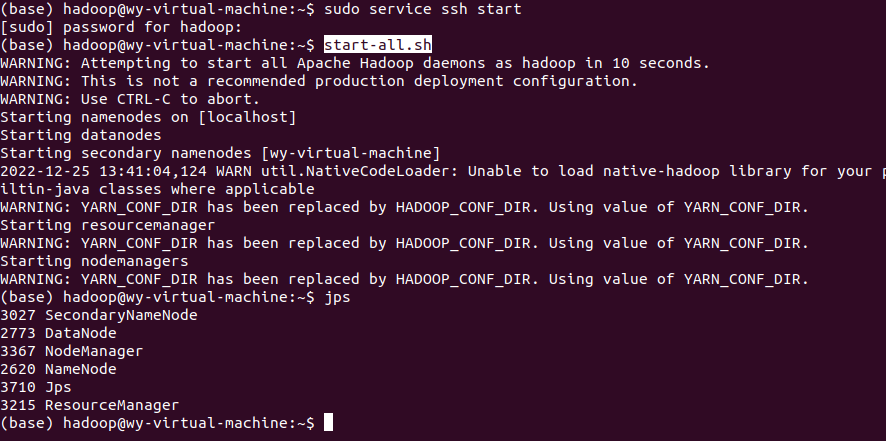 (base) hadoop@wy-virtual-machine:~$ sudo service ssh start
[sudo] password for hadoop:
(base) hadoop@wy-virtual-machine:~$ start-all.sh
WARNING: Attempting to start all Apache Hadoop daemons as hadoop in 10 seconds.
WARNING: This is not a recommended production deployment configuration.
WARNING: Use CTRL-C to abort.
Starting namenodes on [localhost]
Starting datanodes
Starting secondary namenodes [wy-virtual-machine]
2022-12-25 13:41:04,124 WARN util.NativeCodeLoader: Unable to load native-hadoop library for your p
iltin-java classes where applicable
WARNING: YARN_CONF_DIR has been replaced by HADOOP_CONF_DIR. Using value of YARN_CONF_DIR.
Starting resourcemanager
WARNING: YARN_CONF_DIR has been replaced by HADOOP_CONF_DIR. Using value of YARN_CONF_DIR.
Starting nodemanagers
WARNING: YARN_CONF_DIR has been replaced by HADOOP_CONF_DIR. Using value of YARN_CONF_DIR.
(base) hadoop@wy-virtual-machine:~$ jps
3027 SecondaryNameNode
2773 DataNode
3367 NodeManager
2620 NameNode
3710 Jps
3215 ResourceManager
(base) hadoop@wy-virtual-machine:~$